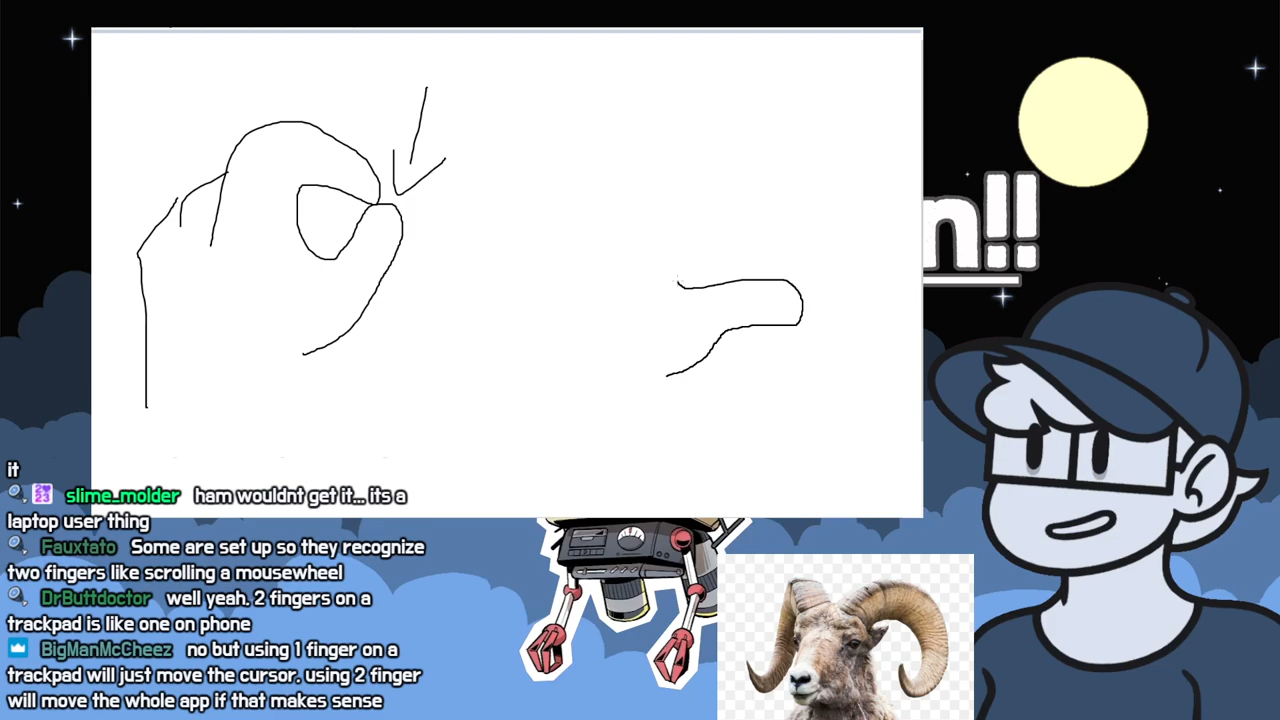 n!!
it
slime_molder ham wouldnt get it... its a
laptop user thing
Fauxtato Some are set up so they recognize
two fingers like scrolling a mousewheel
DrButtdoctor well yeah. 2 fingers on a
trackpad is like one on phone
BigManMcCheez no but using 1 finger on a
trackpad will just move the cursor. using 2 finger
will move the whole app if that makes sense